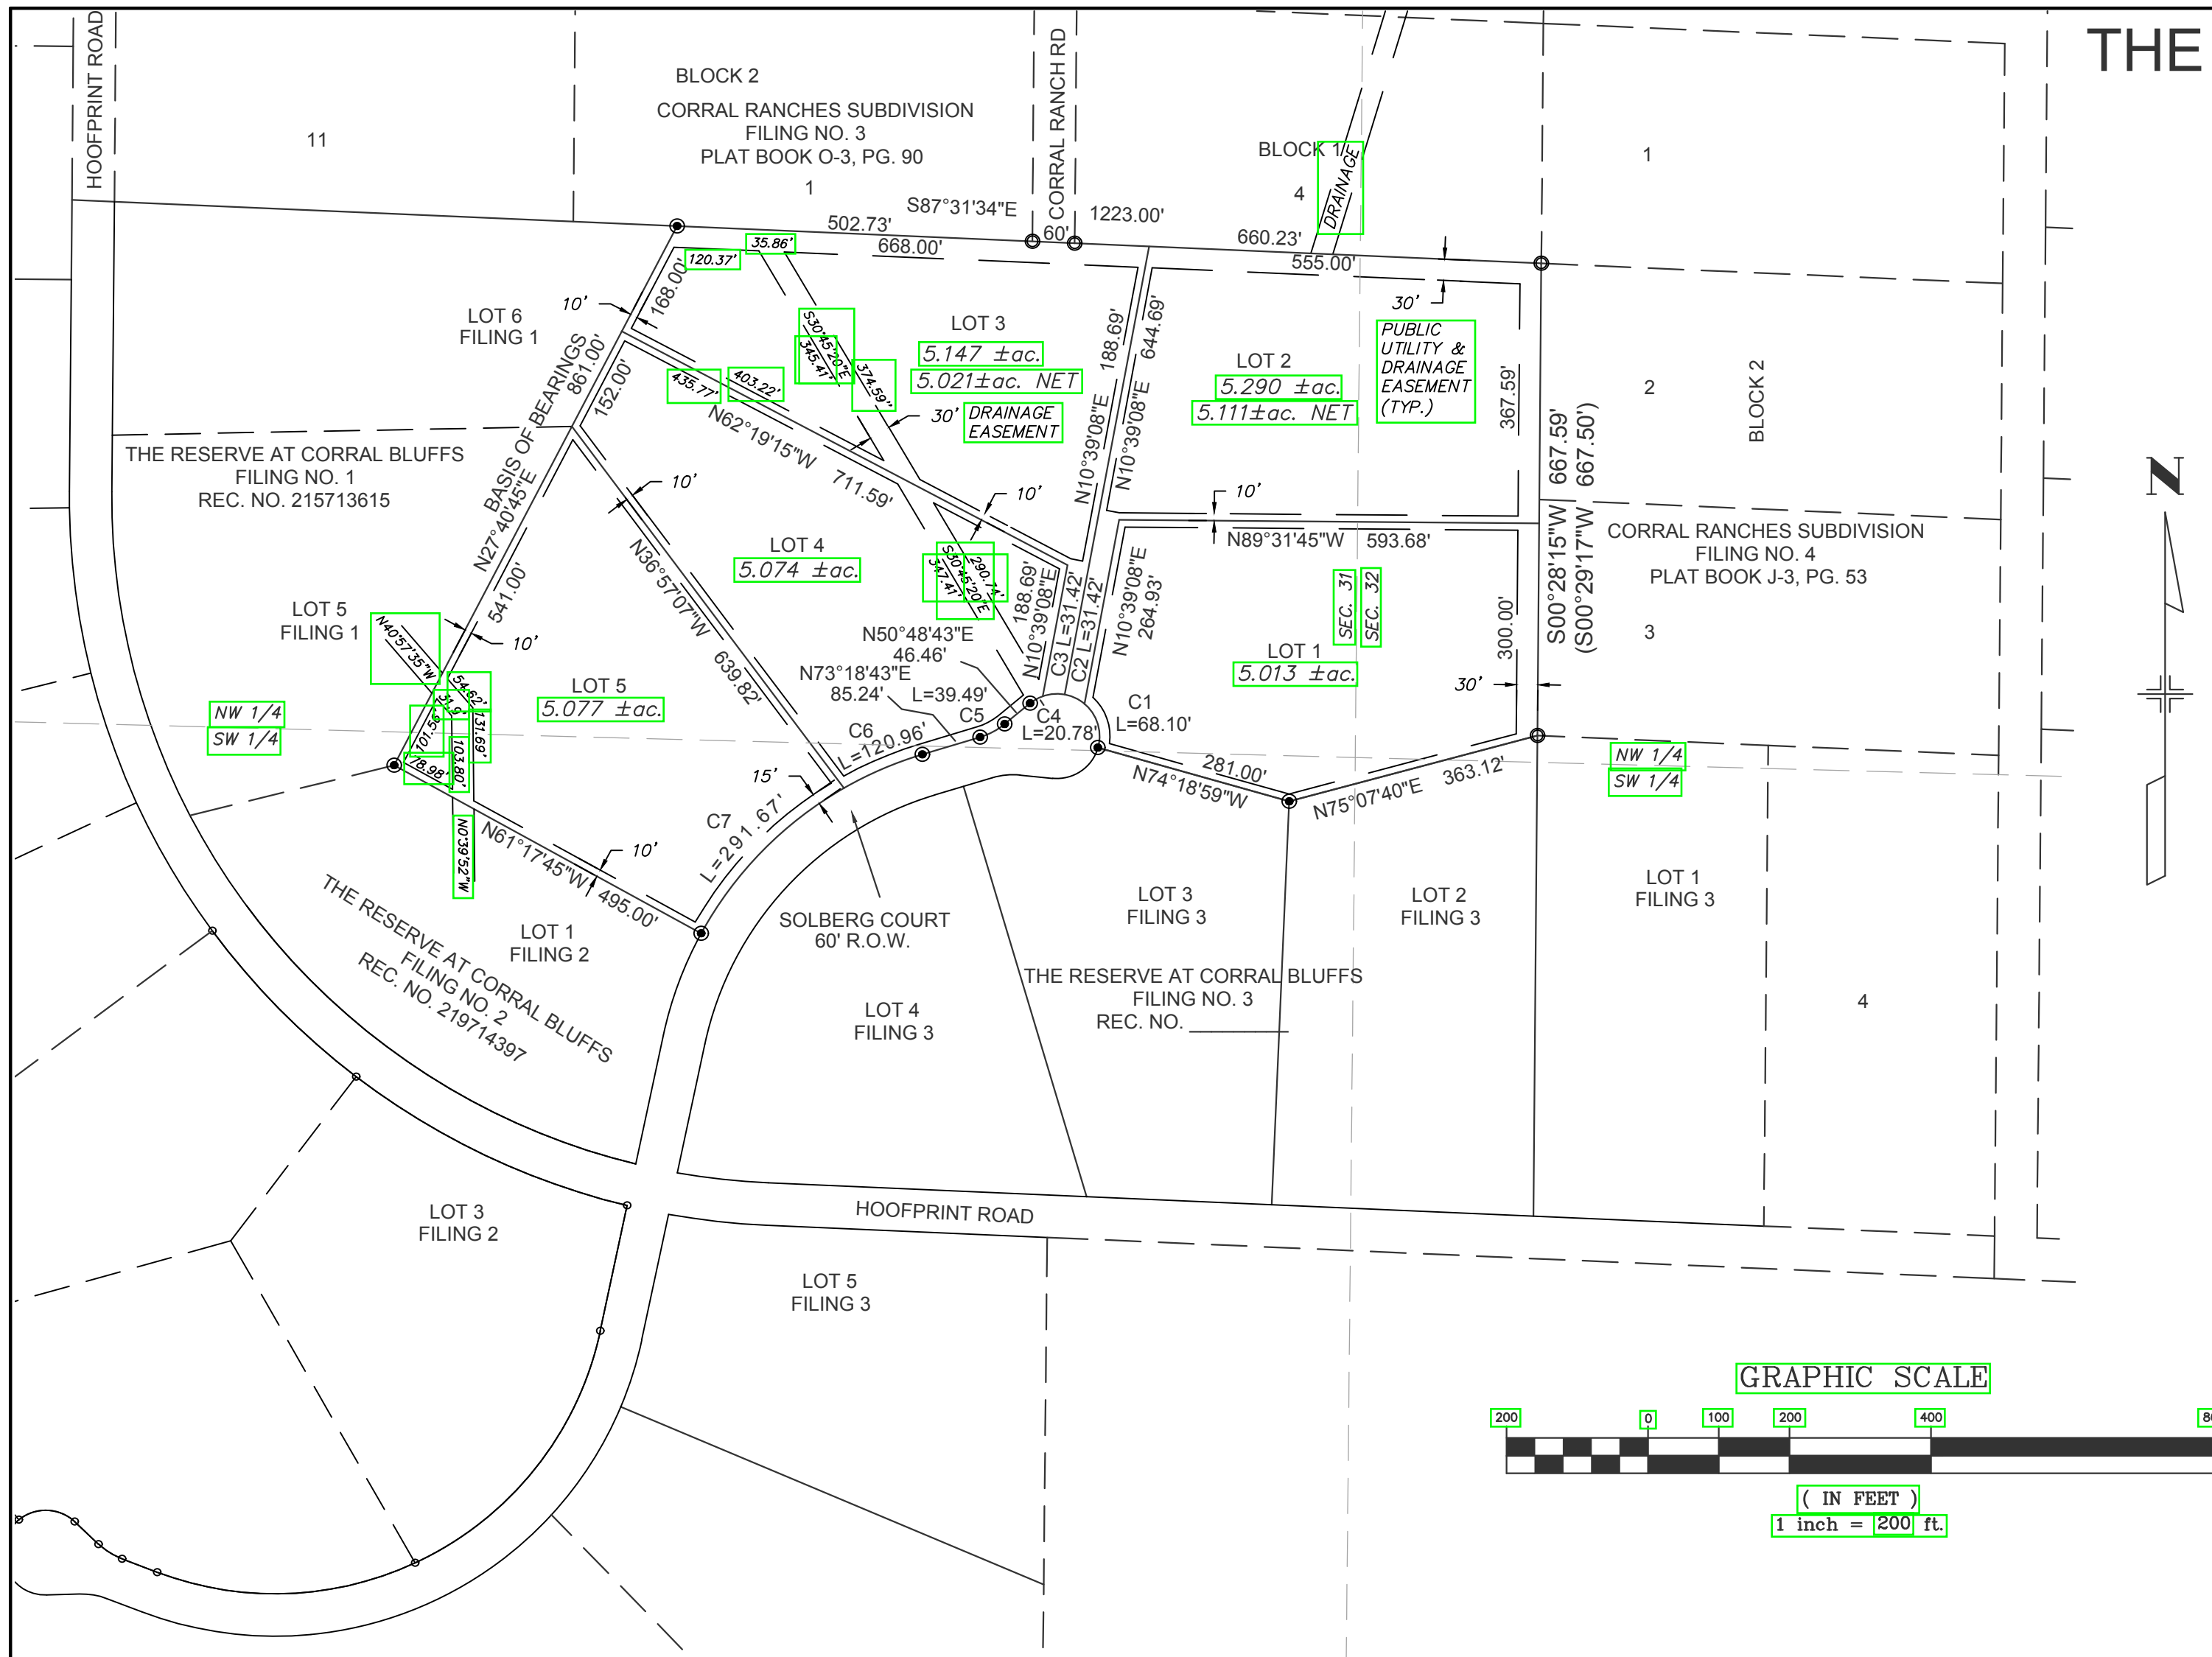 THE
HOOFPRINT ROAD
11
BLOCK 2
CORRAL RANCHES SUBDIVISION
FILING NO. 3
PLAT BOOK O-3, PG. 90
1
CORRAL RANCH RD
BLOCK 1
4
DRAINAGE
1
S87°31'34"E
1223.00'
502.73'
60'
660.23'
35.86'
668.00'
555.00'
120.37'
168.00'
10'
30'
LOT 6
FILING 1
S30°45'20"E
345.41'
374.59'
LOT 3
5.147 ±ac.
5.021±ac. NET
30'
DRAINAGE
EASEMENT
188.69'
N10°39'08"E
644.69'
N10°39'08"E
LOT 2
5.290 ±ac.
5.111±ac. NET
PUBLIC
UTILITY &
DRAINAGE
EASEMENT
(TYP.)
367.59'
S00°28'15"W 667.59'
(S00°29'17"W 667.50')
2
BLOCK 2
BASIS OF BEARINGS
N27°40'45"E 861.00'
152.00'
435.77'
403.22'
N62°19'15"W
711.59'
THE RESERVE AT CORRAL BLUFFS
FILING NO. 1
REC. NO. 215713615
N
10'
10'
10'
N89°31'45"W 593.68'
CORRAL RANCHES SUBDIVISION
FILING NO. 4
PLAT BOOK J-3, PG. 53
LOT 4
5.074 ±ac.
N36°57'07"W
639.82'
S30°45'20"E
290.74'
347.41'
188.69'
N10°39'08"E
C3 L=31.42'
C2 L=31.42'
N10°39'08"E
264.93'
SEC. 31
SEC. 32
300.00'
3
LOT 5
FILING 1
541.00'
10'
N40°57'35"W
54.62'
31.9'
101.59'
131.69'
103.80'
78.98'
N0°39'52"W
LOT 5
5.077 ±ac.
N50°48'43"E
46.46'
N73°18'43"E
85.24'
L=39.49'
C5
C6
L=120.96'
C4
L=20.78'
C1
L=68.10'
LOT 1
5.013 ±ac.
30'
NW 1/4
SW 1/4
NW 1/4
SW 1/4
15'
281.00'
N74°18'59"W
N75°07'40"E
363.12'
C7
L=291.67'
10'
N61°17'45"W
495.00'
SOLBERG COURT
60' R.O.W.
LOT 1
FILING 2
THE RESERVE AT CORRAL BLUFFS
FILING NO. 2
REC. NO. 219714397
LOT 3
FILING 3
LOT 2
FILING 3
LOT 1
FILING 3
THE RESERVE AT CORRAL BLUFFS
FILING NO. 3
REC. NO.
LOT 4
FILING 3
4
HOOFPRINT ROAD
LOT 3
FILING 2
LOT 5
FILING 3
GRAPHIC SCALE
200 0 100 200 400
( IN FEET )
1 inch = 200 ft.